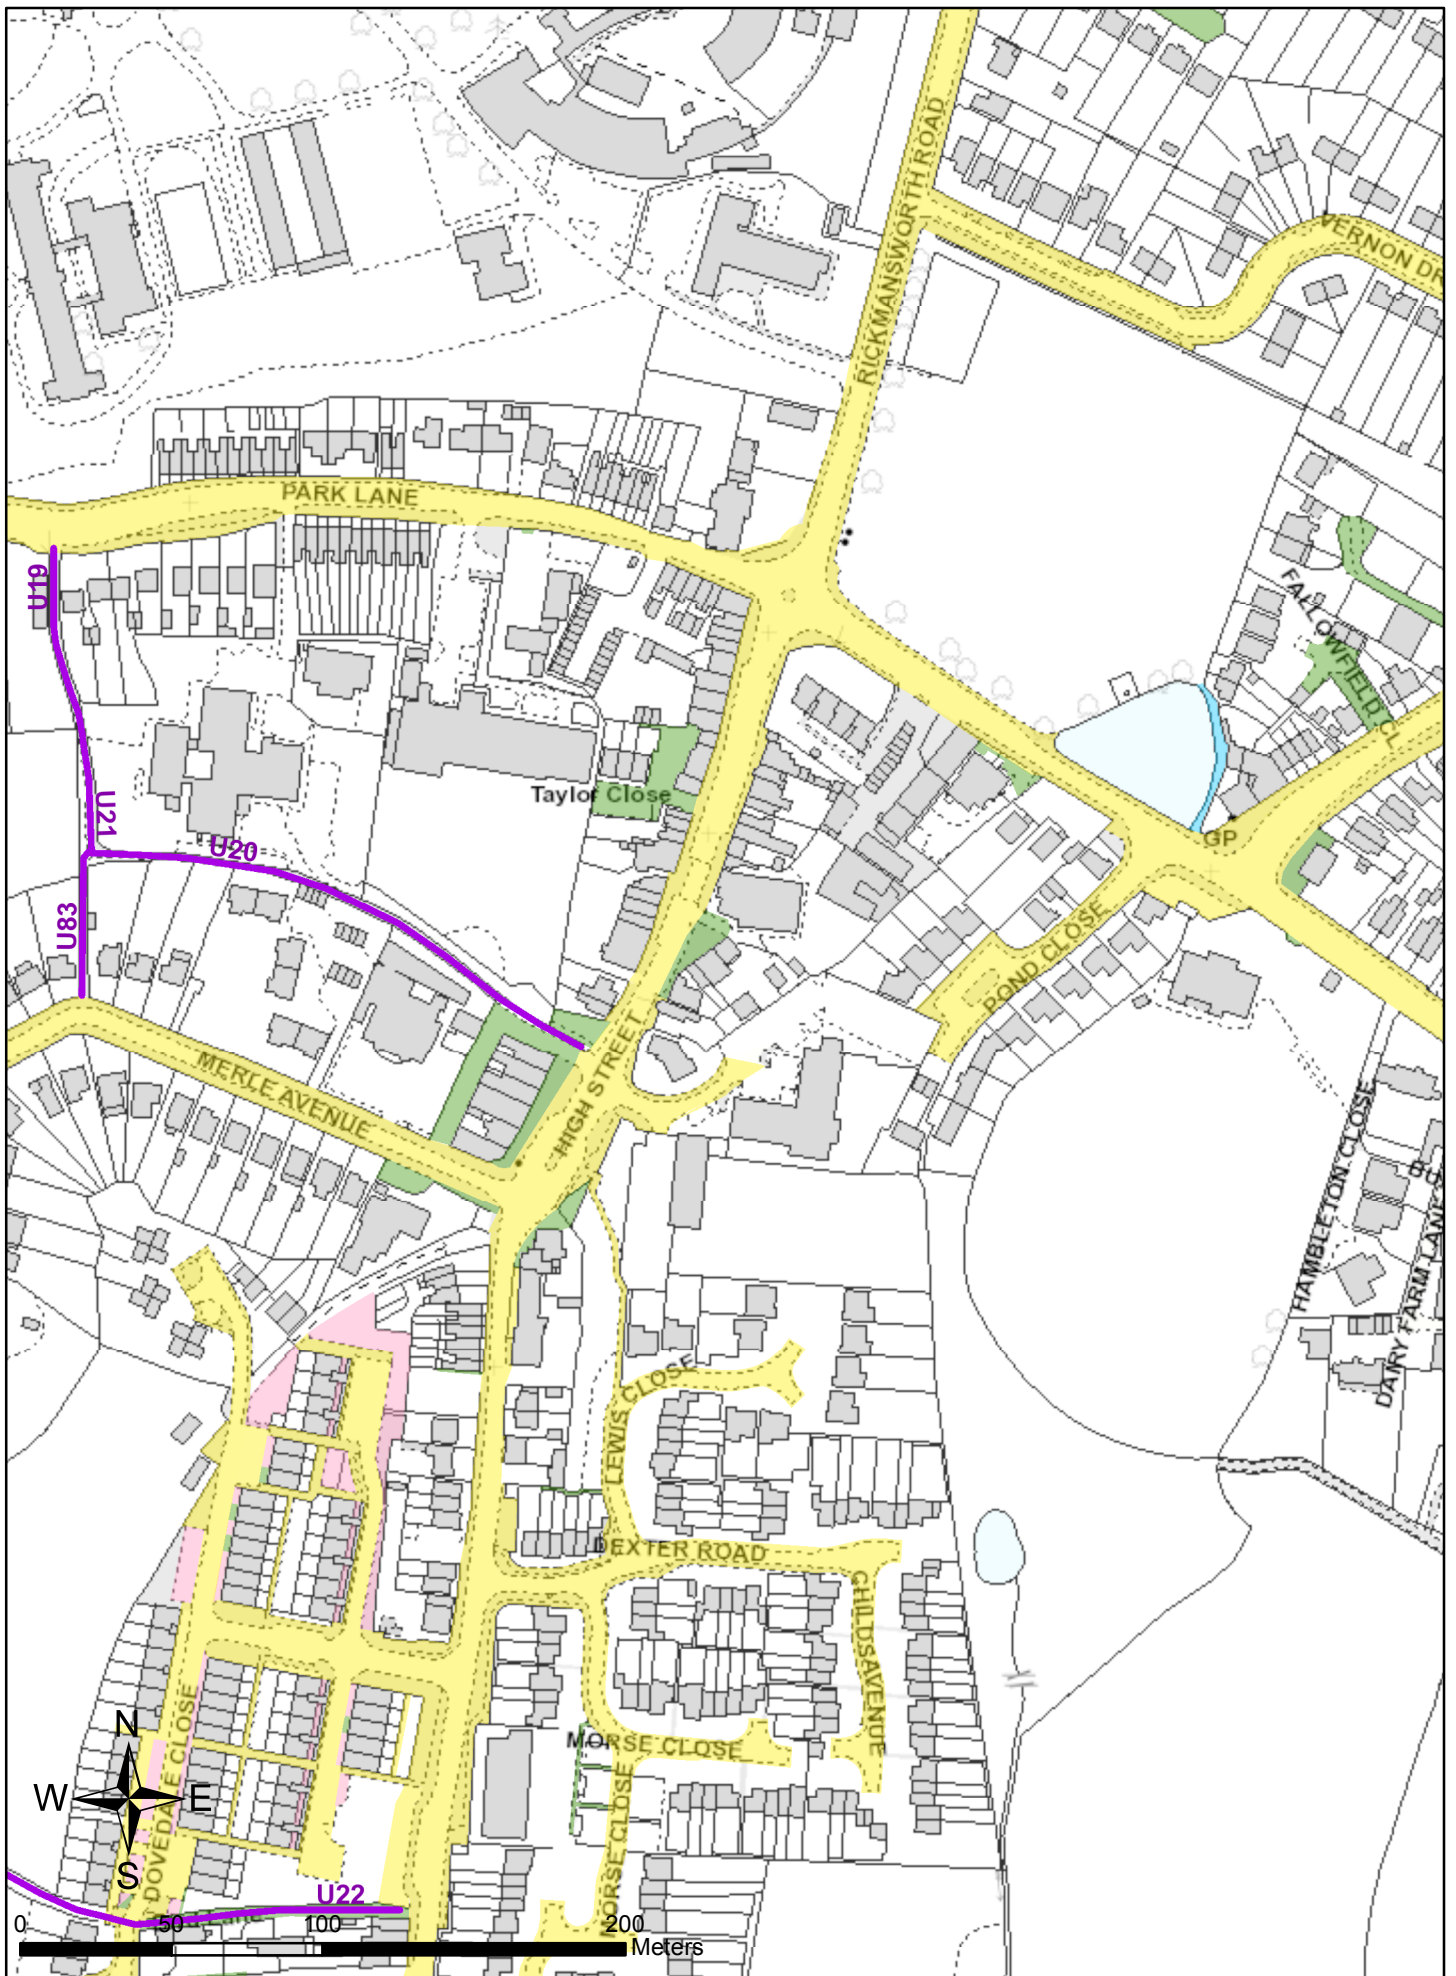 RICKMANSWORTH ROAD
VERNON DR
PARK LANE
U19
FALLOWFIELD CL
Taylor Close
U21
U20
GP
U83
POND CLOSE
HIGH STREET
MERLE AVENUE
HAMBLETON CLOSE
BU
DAIRY FARM LANE
LEWIS CLOSE
DEXTER ROAD
CHILDS AVENUE
DOVEDALE CLOSE
MORSE CLOSE
MORSE CLOSE
N
W
E
S
U22
0
50
100
200
Meters